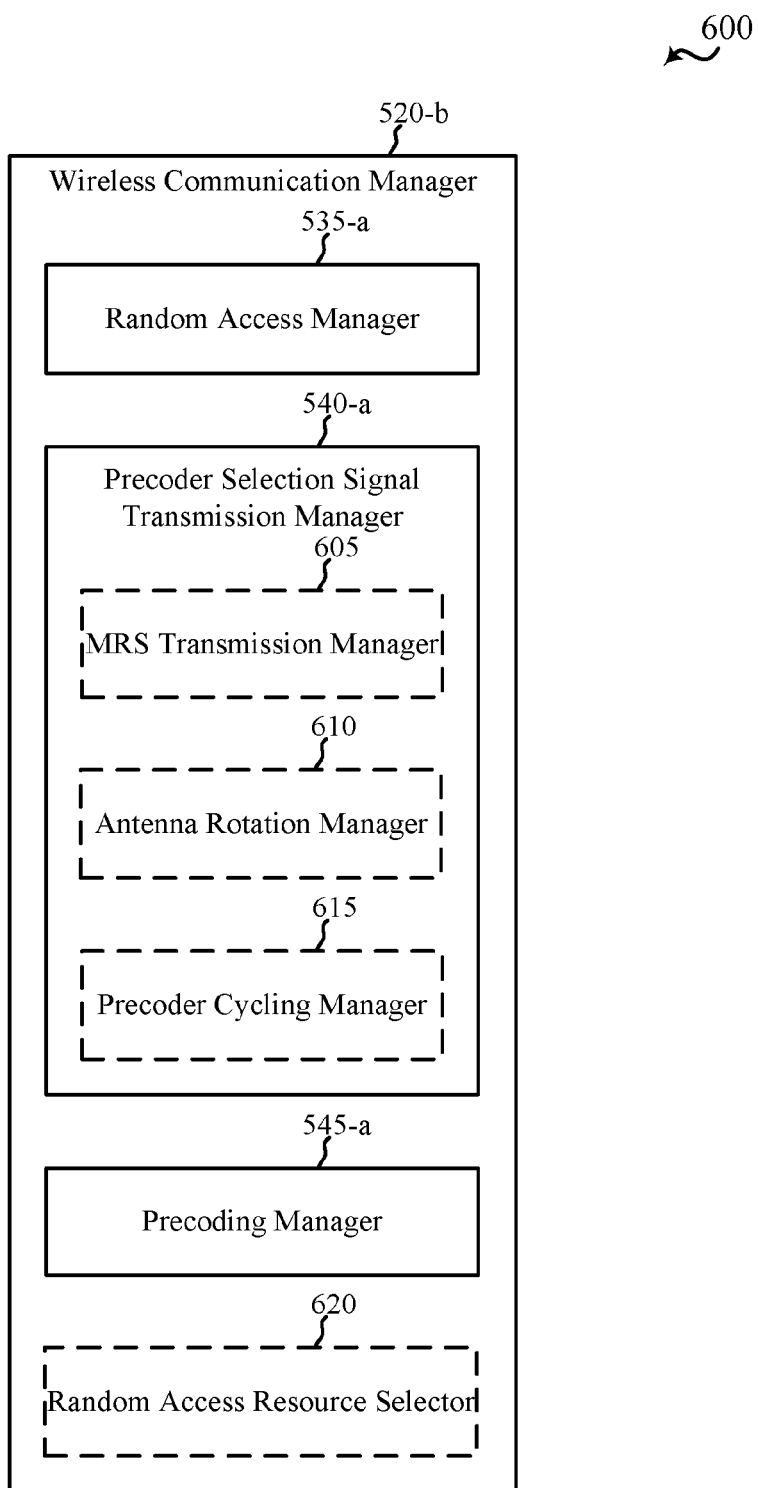 600
520-b
Wireless Communication Manager
535-a
Random Access Manager
540-a
Precoder Selection Signal
Transmission Manager
605
MRS Transmission Manager
610
Antenna Rotation Manager
615
Precoder Cycling Manager
545-a
Precoding Manager
620
Random Access Resource Selector